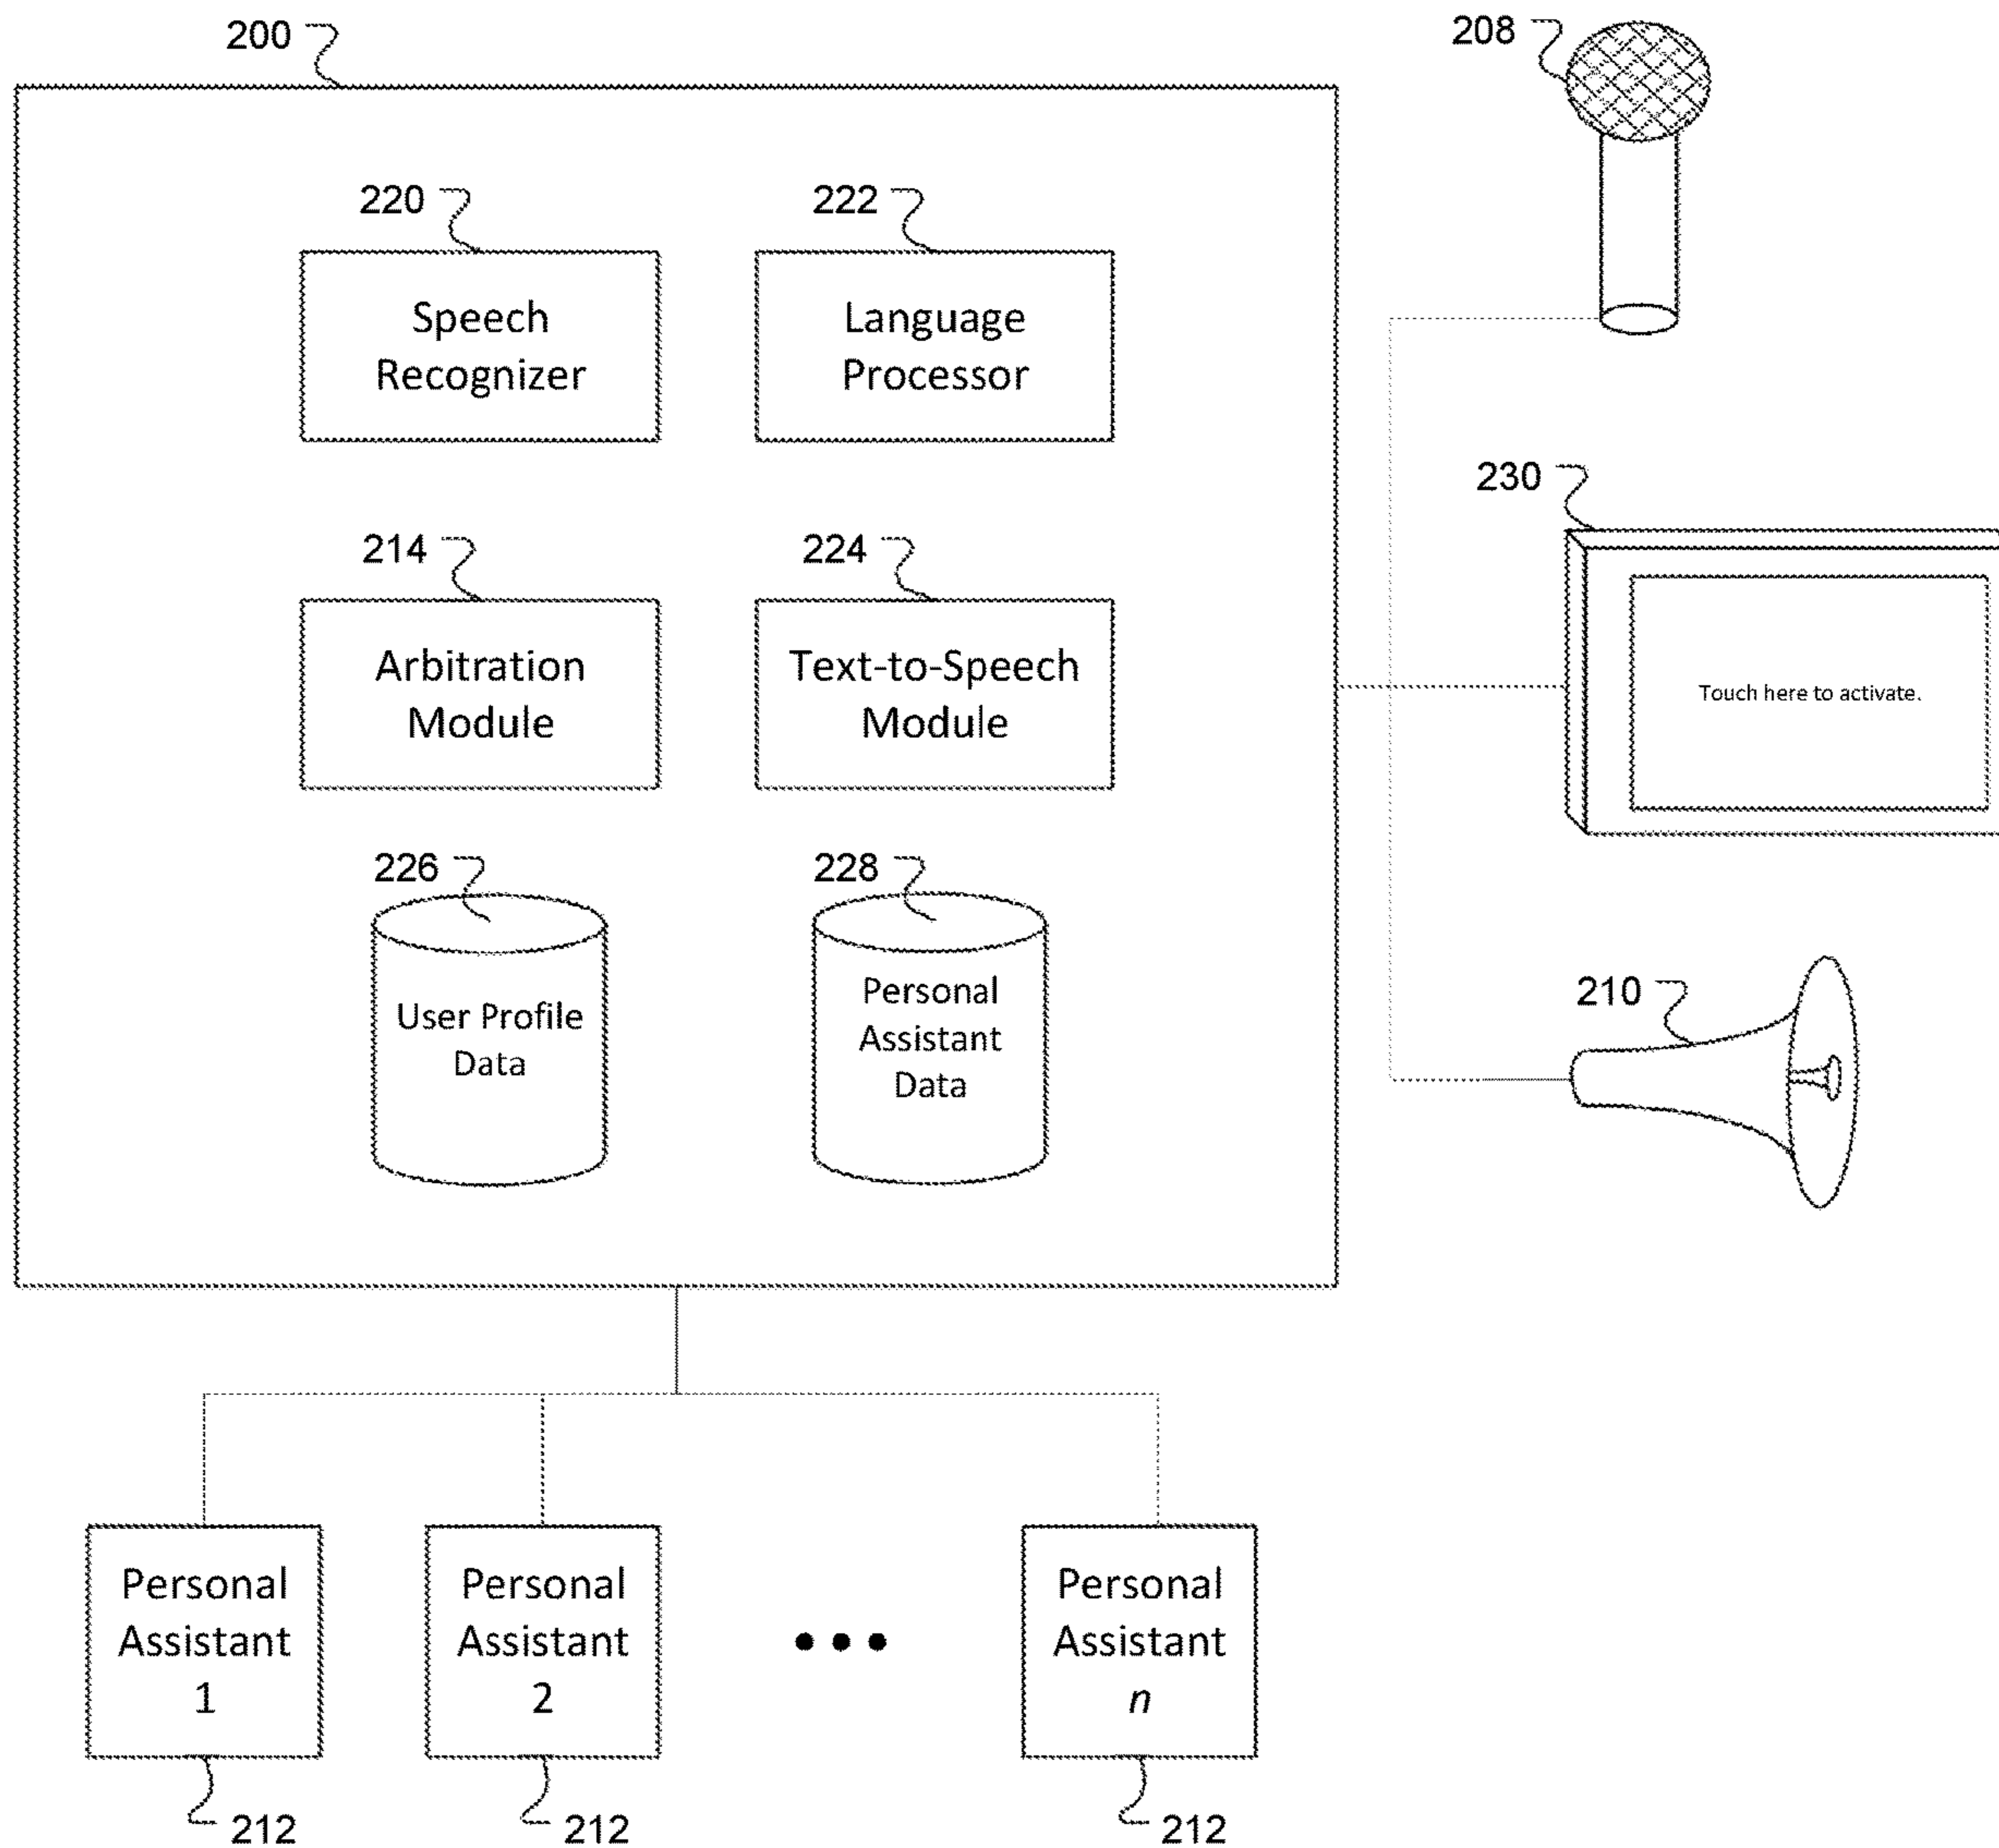 200
208
220
222
Speech
Recognizer
Language
Processor
230
214
224
Arbitration
Module
Text-to-Speech
Module
Touch here to activate.
226
228
User Profile
Data
Personal
Assistant
Data
210
Personal
Assistant
1
Personal
Assistant
2
Personal
Assistant
n
212
212
212